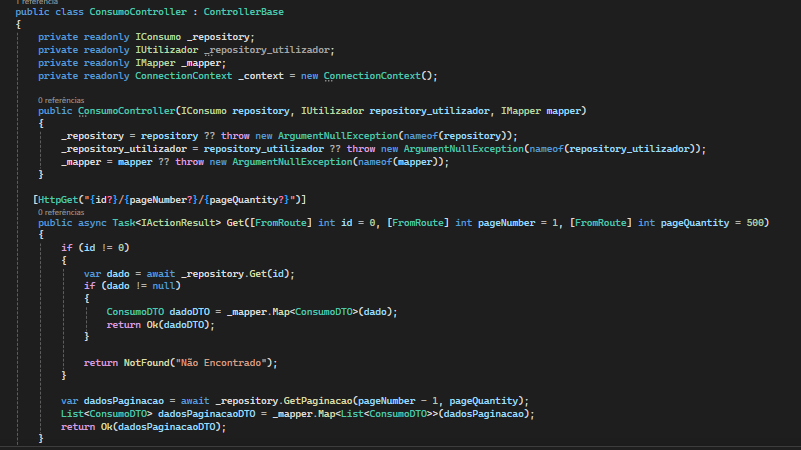 1 referência
public class ConsumoController : ControllerBase
{
private readonly IConsumo _repository;
private readonly IUtilizador _repository_utilizador;
private readonly IMapper _mapper;
private readonly ConnectionContext _context = new ConnectionContext();
0 referências
public ConsumoController(IConsumo repository, IUtilizador repository_utilizador, IMapper mapper)
{
_repository = repository ?? throw new ArgumentNullException(nameof(repository));
_repository_utilizador = repository_utilizador ?? throw new ArgumentNullException(nameof(repository_utilizador));
_mapper = mapper ?? throw new ArgumentNullException(nameof(mapper));
}
[HttpGet("{id?}/{pageNumber?}/{pageQuantity?}")]
0 referências
public async Task<IActionResult> Get([FromRoute] int id = 0, [FromRoute] int pageNumber = 1, [FromRoute] int pageQuantity = 500)
{
if (id != 0)
{
var dado = await _repository.Get(id);
if (dado != null)
{
ConsumoDTO dadoDTO = _mapper.Map<ConsumoDTO>(dado);
return Ok(dadoDTO);
}
return NotFound("Não Encontrado");
}
var dadosPaginacao = await _repository.GetPaginacao(pageNumber - 1, pageQuantity);
List<ConsumoDTO> dadosPaginacaoDTO = _mapper.Map<List<ConsumoDTO>>(dadosPaginacao);
return Ok(dadosPaginacaoDTO);
}